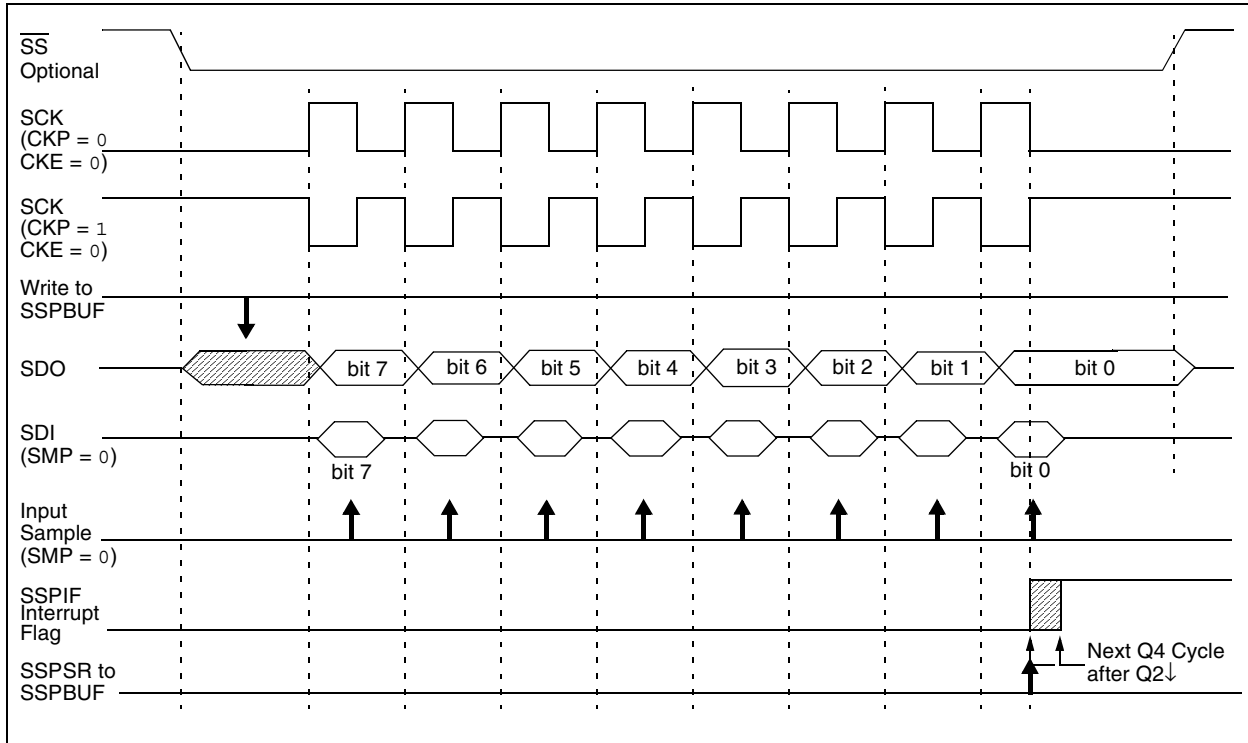 SS
Optional
SCK
(CKP = 0
CKE = 0)
SCK
(CKP = 1
CKE = 0)
Write to
SSPBUF
SDO
bit 7
bit 6
bit 5
bit 4
bit 3
bit 2
bit 1
bit 0
SDI
(SMP = 0)
bit 7
bit 0
Input
Sample
(SMP = 0)
SSPIF
Interrupt
Flag
Next Q4 Cycle
after Q2↓
SSPSR to
SSPBUF